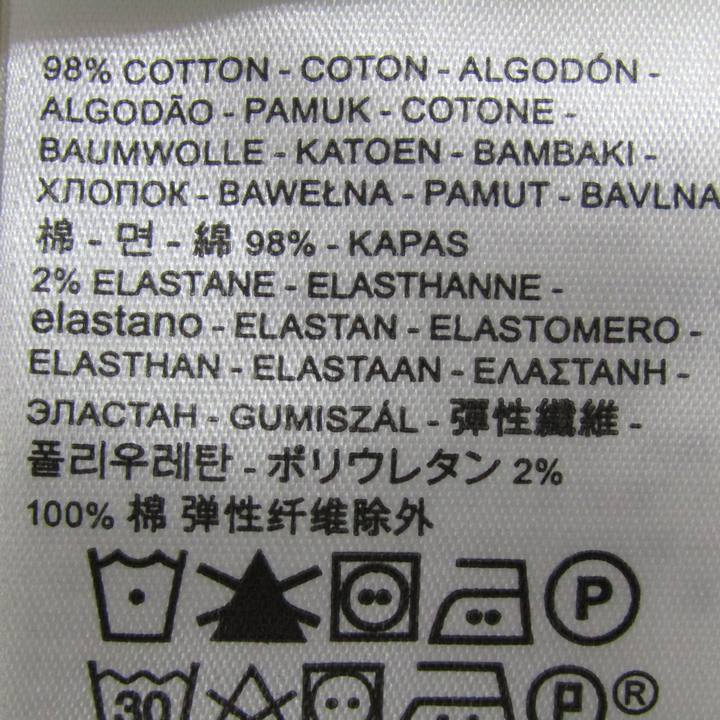 98% COTTON - COTON - ALGODÓN -
ALGODÃO - PAMUK - COTONE -
BAUMWOLLE - KATOEN - BAMBAKI -
ХЛОПОК - BAWEŁNA - PAMUT - BAVLNA
棉 - 면 - 綿 98% - KAPAS
2% ELASTANE - ELASTHANNE -
elastano - ELASTAN - ELASTOMERO -
ELASTHAN - ELASTAAN - ΕΛΑΣΤΑΝΗ -
ЭЛАСТАН - GUMISZÁL - 彈性纖維 -
폴리우레탄 - ポリウレタン 2%
100% 棉 弹性纤维除外
P
30 P ®